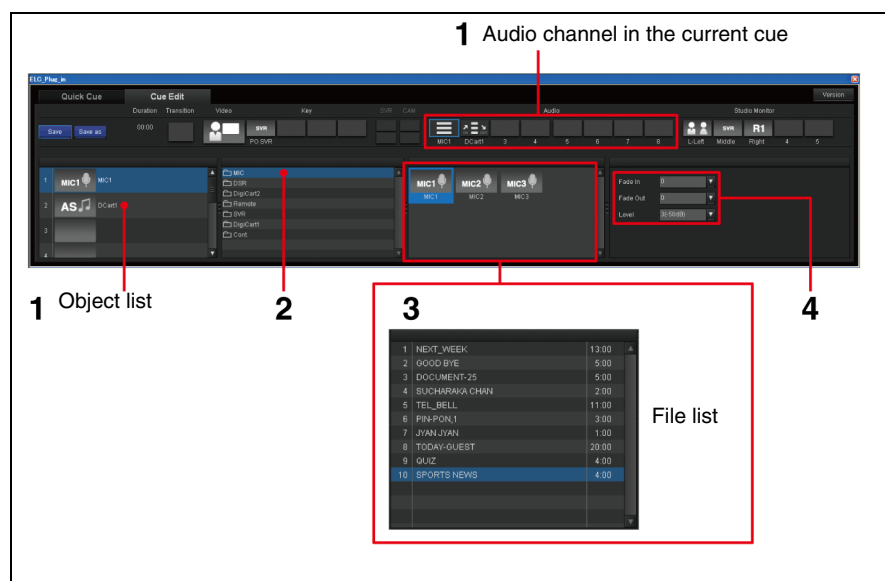 1 Audio channel in the current cue
ELC_Plug_in
Quick Cue Cue Edit Version
Duration Transition Video Key SVR CAM Audio Studio Monitor
Save Save as 00:00 SVR SVR R1
PO SVR MIC1 DCart1 3 4 5 6 7 8 L-Left Middle Right 4 5
1 MIC1 MIC1
2 AS DCart1
3
4
MIC
DSR
DigiCart2
Remote
SVR
DigiCart1
Cont.
MIC1 MIC2 MIC3
MIC1 MIC2 MIC3
Fade In 0
Fade Out 0
Level 3(-50dB)
1 Object list 2 3 4
1 NEXT_WEEK 13:00
2 GOOD BYE 5:00
3 DOCUMENT-25 5:00
4 SUCHARAKA CHAN 2:00
5 TEL_BELL 11:00
6 PIN-PON,1 3:00
7 JYAN JYAN 1:00
8 TODAY-GUEST 20:00
9 QUIZ 4:00
10 SPORTS NEWS 4:00
File list